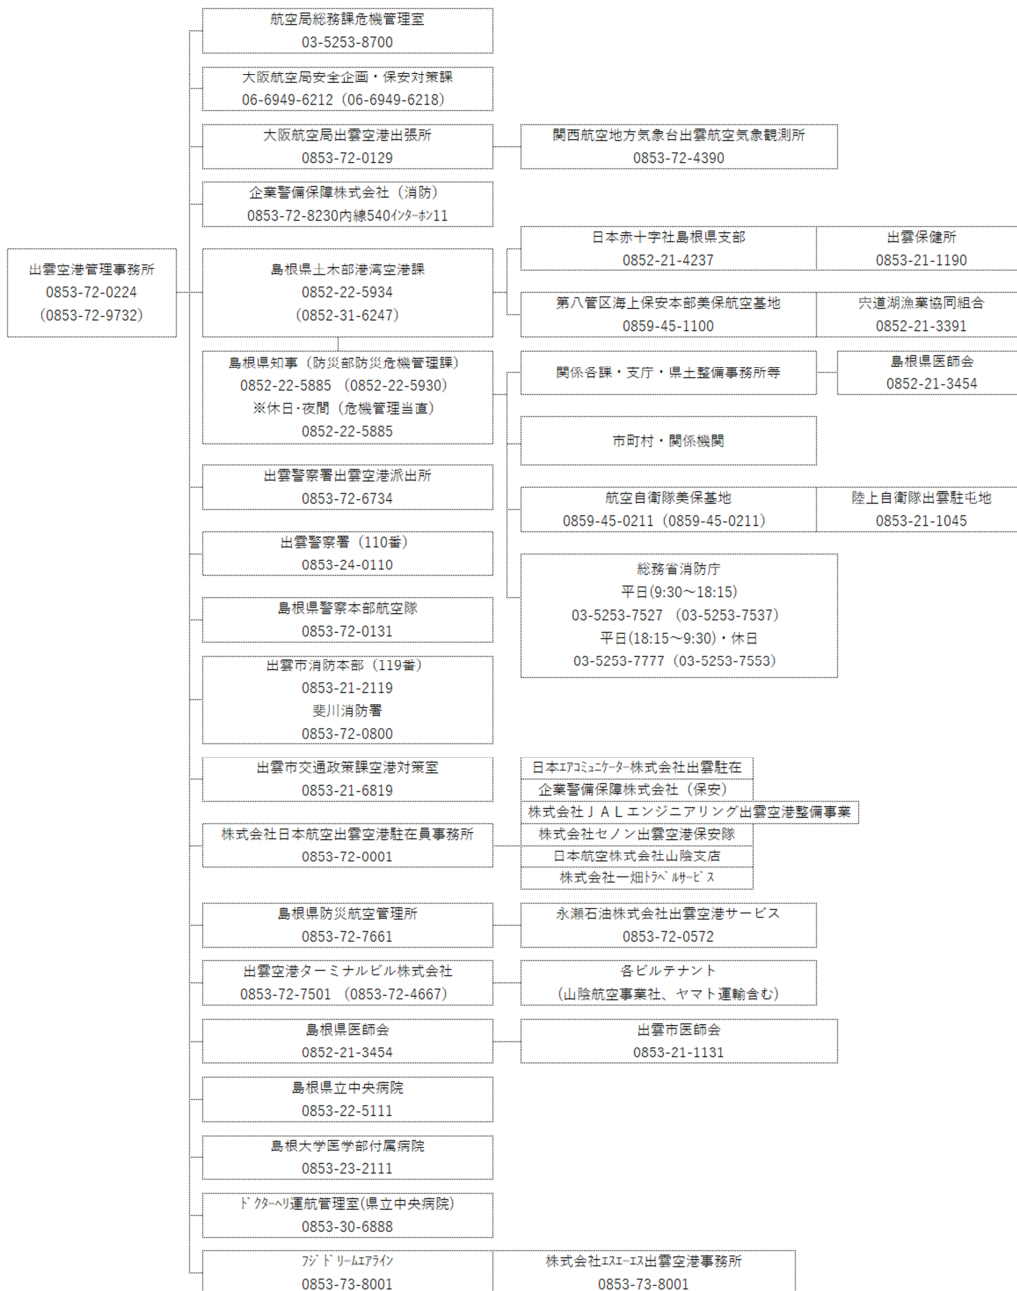 航空局総務課危機管理室
03-5253-8700
大阪航空局安全企画・保安対策課
06-6949-6212（06-6949-6218）
大阪航空局出雲空港出張所
0853-72-0129
関西航空地方気象台出雲航空気象観測所
0853-72-4390
企業警備保障株式会社（消防）
0853-72-8230内線540ｲﾝﾀｰﾎﾝ11
出雲空港管理事務所
0853-72-0224
（0853-72-9732）
島根県土木部港湾空港課
0852-22-5934
（0852-31-6247）
日本赤十字社島根県支部
0852-21-4237
出雲保健所
0853-21-1190
第八管区海上保安本部美保航空基地
0859-45-1100
宍道湖漁業協同組合
0852-21-3391
島根県知事（防災部防災危機管理課）
0852-22-5885 （0852-22-5930）
※休日･夜間（危機管理当直）
0852-22-5885
関係各課・支庁・県土整備事務所等
島根県医師会
0852-21-3454
市町村・関係機関
出雲警察署出雲空港派出所
0853-72-6734
航空自衛隊美保基地
0859-45-0211（0859-45-0211）
陸上自衛隊出雲駐屯地
0853-21-1045
出雲警察署（110番）
0853-24-0110
総務省消防庁
平日(9:30～18:15)
03-5253-7527 （03-5253-7537）
平日(18:15～9:30)・休日
03-5253-7777（03-5253-7553）
島根県警察本部航空隊
0853-72-0131
出雲市消防本部（119番）
0853-21-2119
斐川消防署
0853-72-0800
出雲市交通政策課空港対策室
0853-21-6819
株式会社日本航空出雲空港駐在員事務所
0853-72-0001
日本ｴｱｺﾐｭﾆｹｰﾀｰ株式会社出雲駐在
企業警備保障株式会社（保安）
株式会社ＪＡＬエンジニアリング出雲空港整備事業
株式会社セノン出雲空港保安隊
日本航空株式会社山陰支店
株式会社一畑ﾄﾗﾍﾞﾙｻｰﾋﾞｽ
島根県防災航空管理所
0853-72-7661
永瀬石油株式会社出雲空港サービス
0853-72-0572
出雲空港ターミナルビル株式会社
0853-72-7501 （0853-72-4667）
各ビルテナント
(山陰航空事業社、ヤマト運輸含む)
島根県医師会
0852-21-3454
出雲市医師会
0853-21-1131
島根県立中央病院
0853-22-5111
島根大学医学部付属病院
0853-23-2111
ﾄﾞｸﾀｰﾍﾘ運航管理室(県立中央病院)
0853-30-6888
ﾌｼﾞﾄﾞﾘｰﾑｴｱﾗｲﾝ
0853-73-8001
株式会社ｴｽｴｰｴｽ出雲空港事務所
0853-73-8001